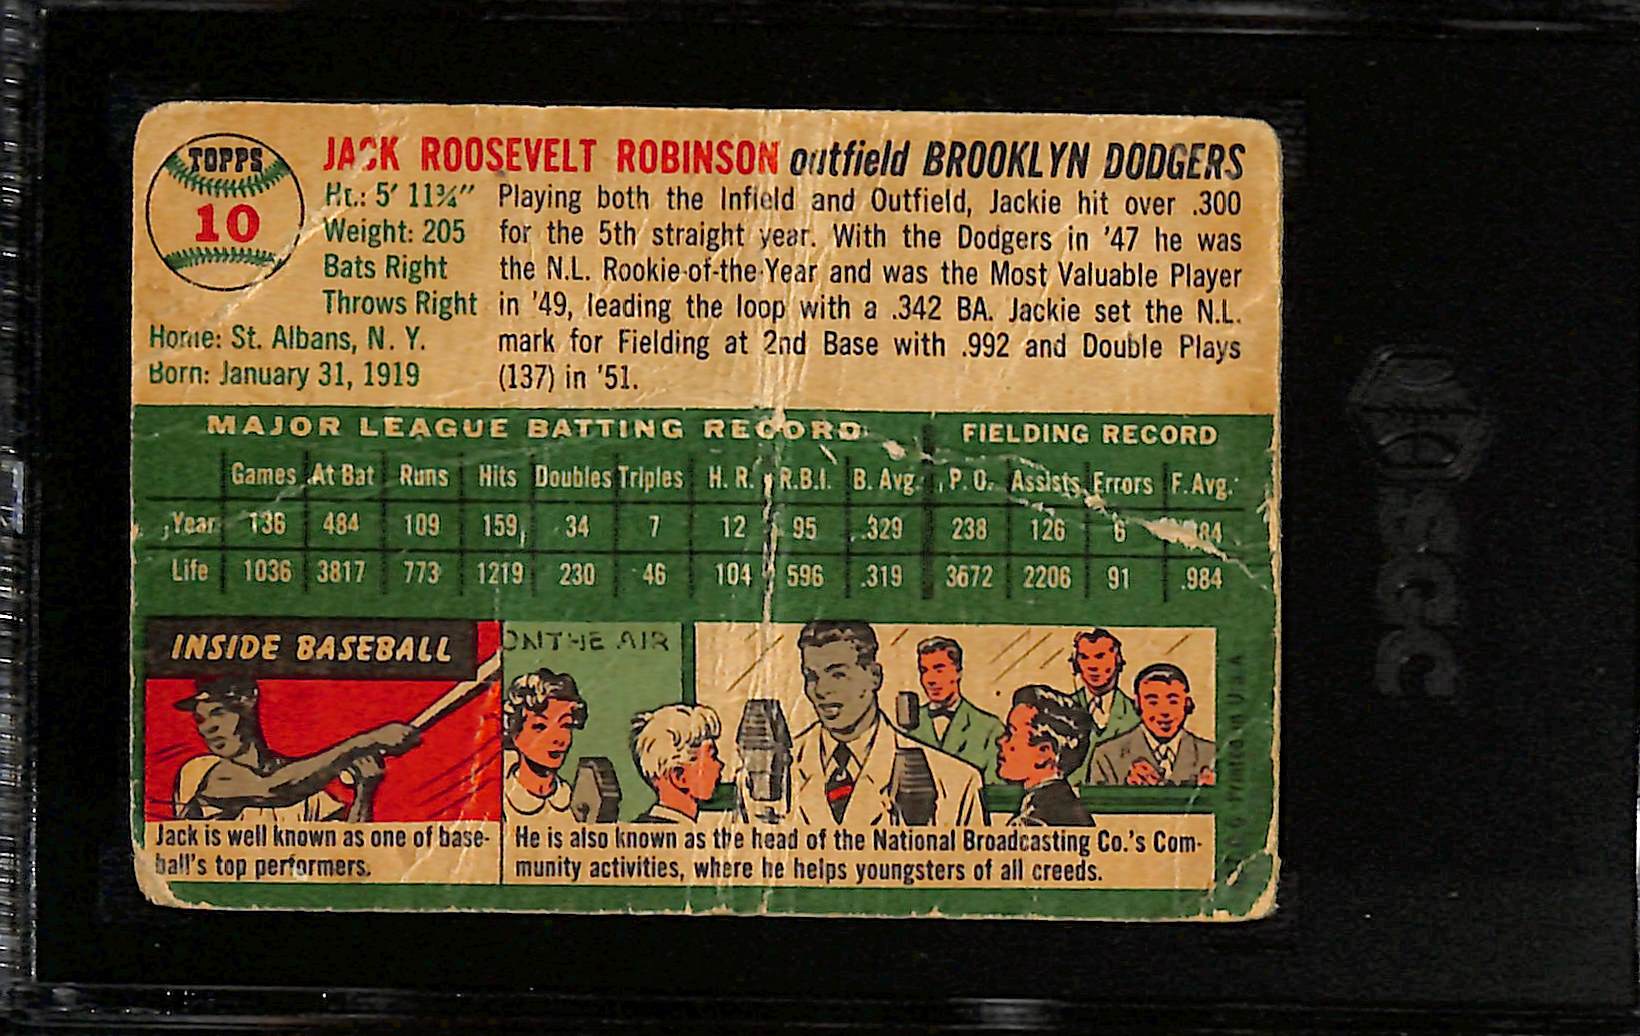 TOPPS
10
JACK ROOSEVELT ROBINSON outfield BROOKLYN DODGERS
Ht.: 5' 11¾"
Weight: 205
Bats Right
Throws Right
Home: St. Albans, N. Y.
Born: January 31, 1919
Playing both the Infield and Outfield, Jackie hit over .300
for the 5th straight year. With the Dodgers in '47 he was
the N.L. Rookie-of-the-Year and was the Most Valuable Player
in '49, leading the loop with a .342 BA. Jackie set the N.L.
mark for Fielding at 2nd Base with .992 and Double Plays
(137) in '51.
MAJOR LEAGUE BATTING RECORD FIELDING RECORD
Games At Bat Runs Hits Doubles Triples H. R. R.B.I. B. Avg. P. O. Assists Errors F. Avg.
Year 136 484 109 159 34 7 12 95 .329 238 126 6 84
Life 1036 3817 773 1219 230 46 104 596 .319 3672 2206 91 .984
INSIDE BASEBALL
ON THE AIR
Jack is well known as one of base-
ball's top performers.
He is also known as the head of the National Broadcasting Co.'s Com-
munity activities, where he helps youngsters of all creeds.
Printed in U.S.A
SGC